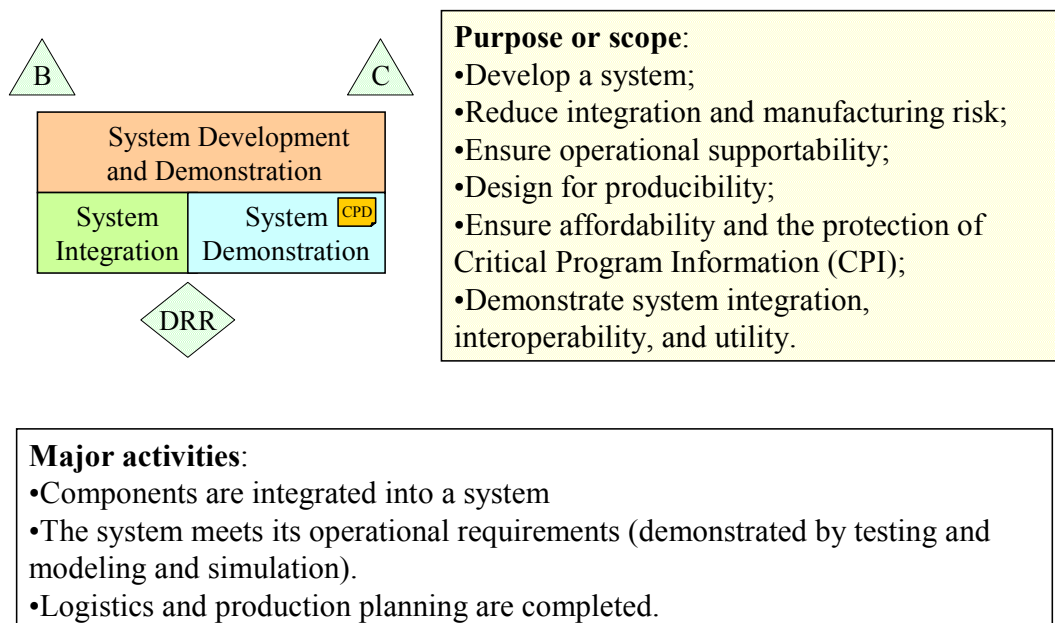 B
C
System Development
and Demonstration
System
Integration
System
Demonstration
CPD
DRR
Purpose or scope:
•Develop a system;
•Reduce integration and manufacturing risk;
•Ensure operational supportability;
•Design for producibility;
•Ensure affordability and the protection of
Critical Program Information (CPI);
•Demonstrate system integration,
interoperability, and utility.
Major activities:
•Components are integrated into a system
•The system meets its operational requirements (demonstrated by testing and
modeling and simulation).
•Logistics and production planning are completed.